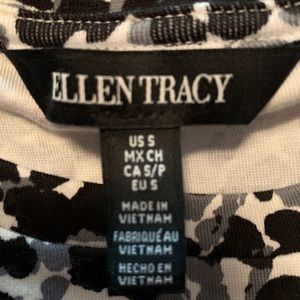 ELLEN TRACY
US S
MX CH
CA S/P
EU S
MADE IN
VIETNAM
FABRIQUÉ AU
VIETNAM
HECHO EN
VIETNAM